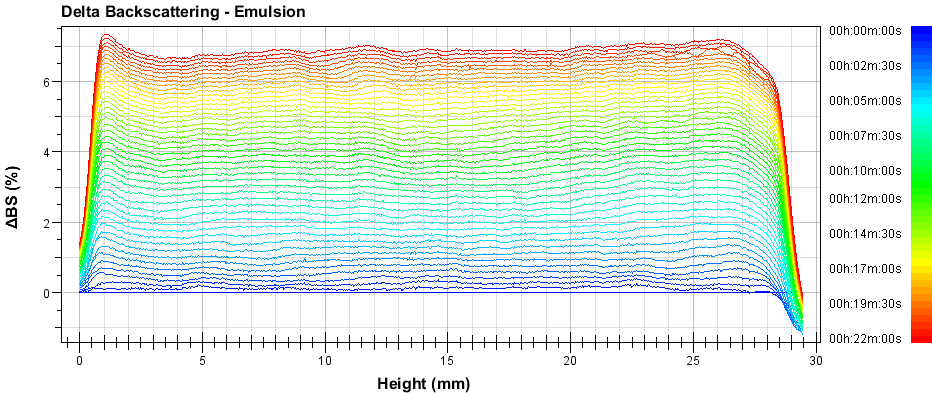 Delta Backscattering - Emulsion
ΔBS (%)
6
4
2
0
0 5 10 15 20 25 30
Height (mm)
00h:00m:00s
00h:02m:30s
00h:05m:00s
00h:07m:30s
00h:10m:00s
00h:12m:00s
00h:14m:30s
00h:17m:00s
00h:19m:30s
00h:22m:00s